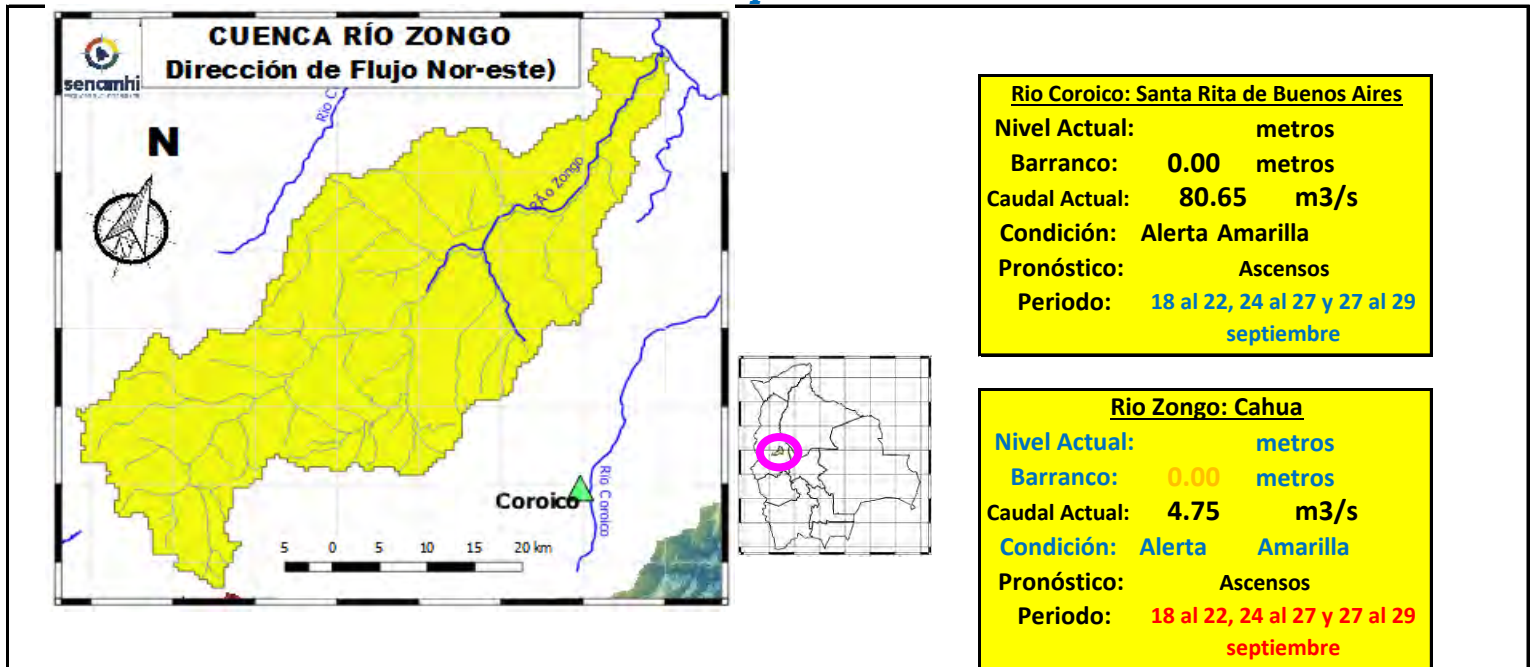 CUENCA RÍO ZONGO
Dirección de Flujo Nor-este)
senamhi
N
Río C
RÃo Zongo
Río Coroico
Coroico
5 0 5 10 15 20 km
Rio Coroico: Santa Rita de Buenos Aires
Nivel Actual: metros
Barranco: 0.00 metros
Caudal Actual: 80.65 m3/s
Condición: Alerta Amarilla
Pronóstico: Ascensos
Periodo: 18 al 22, 24 al 27 y 27 al 29
septiembre
Rio Zongo: Cahua
Nivel Actual: metros
Barranco: 0.00 metros
Caudal Actual: 4.75 m3/s
Condición: Alerta Amarilla
Pronóstico: Ascensos
Periodo: 18 al 22, 24 al 27 y 27 al 29
septiembre